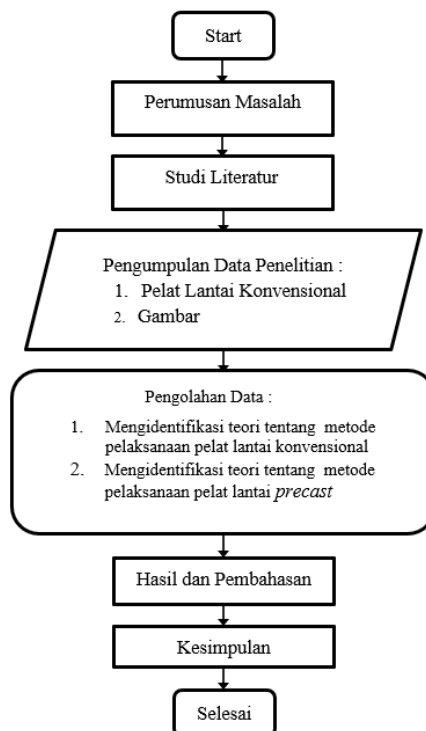 Start
Perumusan Masalah
Studi Literatur
Pengumpulan Data Penelitian :
1. Pelat Lantai Konvensional
2. Gambar
Pengolahan Data :
1. Mengidentifikasi teori tentang metode
pelaksanaan pelat lantai konvensional
2. Mengidentifikasi teori tentang metode
pelaksanaan pelat lantai precast
Hasil dan Pembahasan
Kesimpulan
Selesai